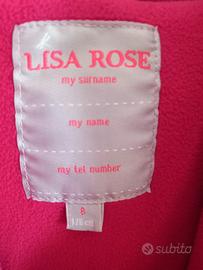 LISA ROSE
my surname
my name
my tel number
8
128 cm
subito